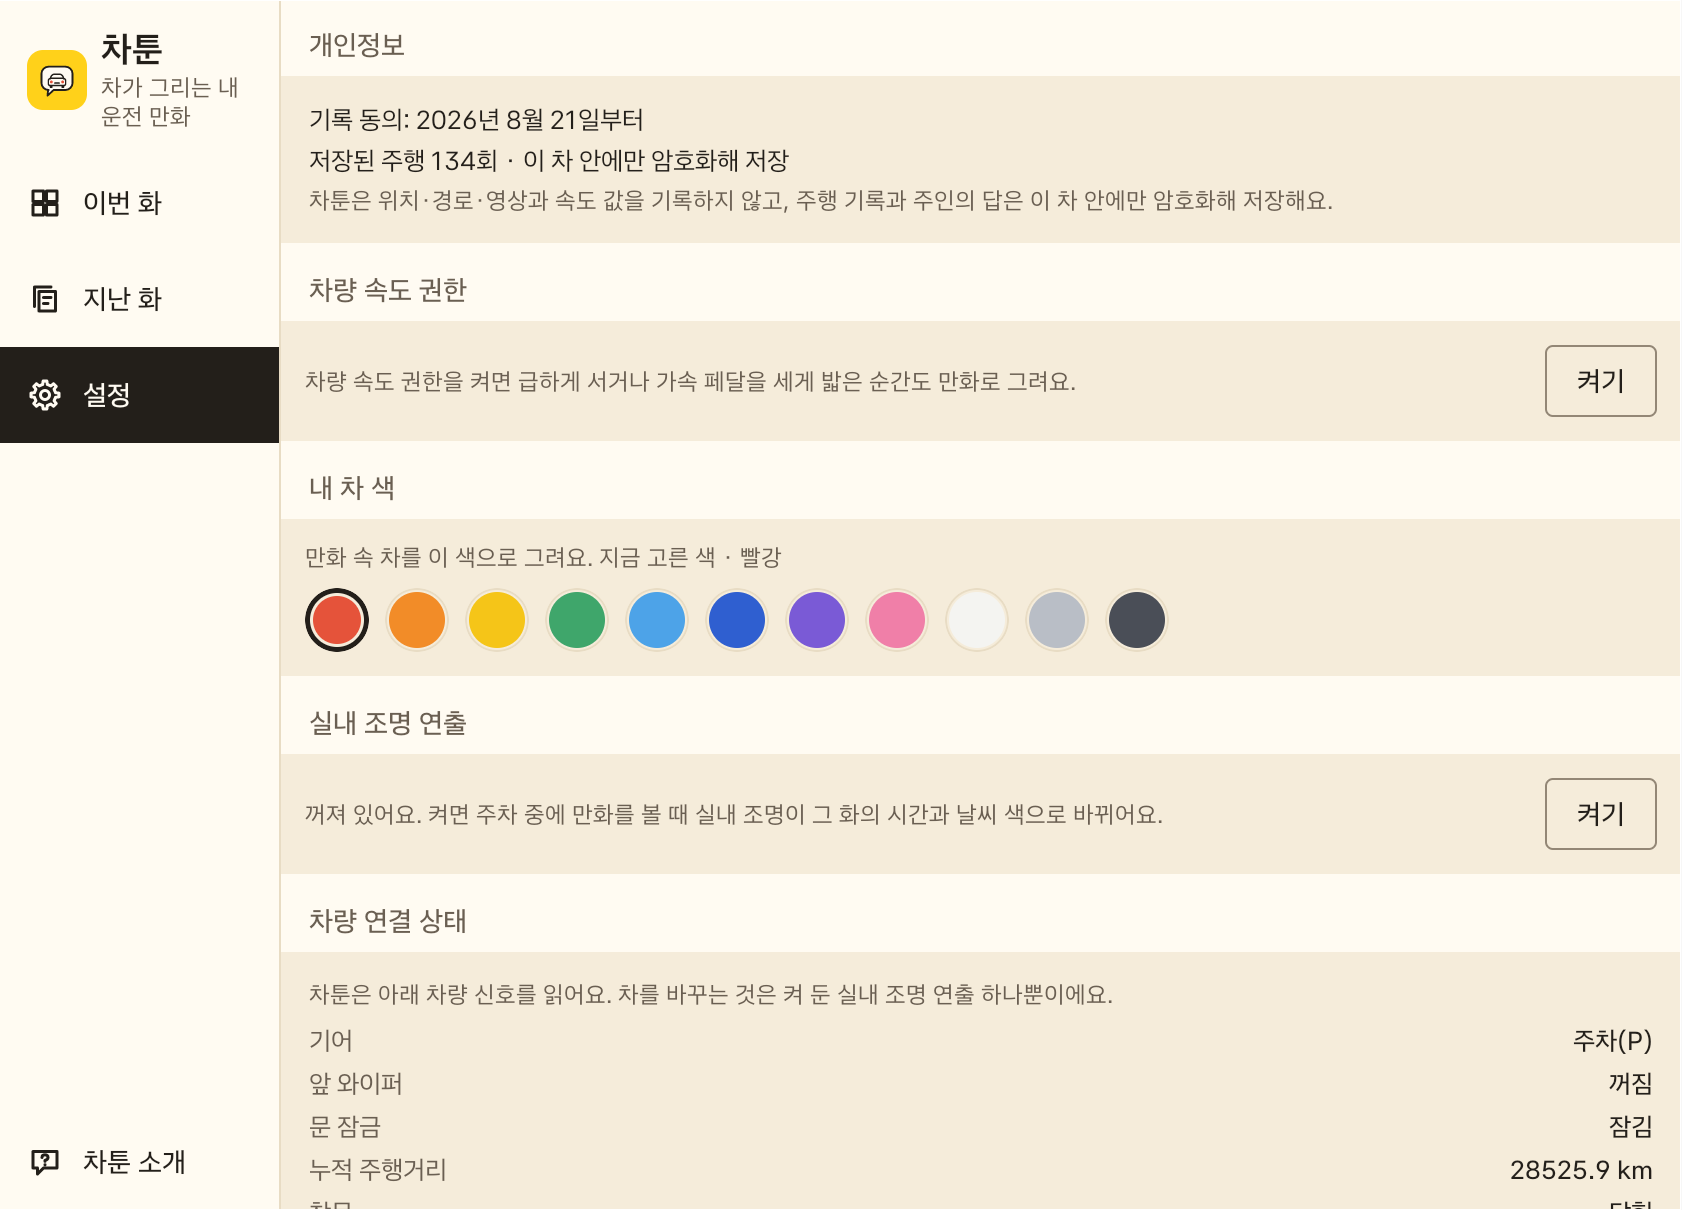 차툰
차가 그리는 내
운전 만화
이번 화
지난 화
설정
차툰 소개
개인정보
기록 동의: 2026년 8월 21일부터
저장된 주행 134회 · 이 차 안에만 암호화해 저장
차툰은 위치·경로·영상과 속도 값을 기록하지 않고, 주행 기록과 주인의 답은 이 차 안에만 암호화해 저장해요.
차량 속도 권한
차량 속도 권한을 켜면 급하게 서거나 가속 페달을 세게 밟은 순간도 만화로 그려요.
켜기
내 차 색
만화 속 차를 이 색으로 그려요. 지금 고른 색 · 빨강
실내 조명 연출
꺼져 있어요. 켜면 주차 중에 만화를 볼 때 실내 조명이 그 화의 시간과 날씨 색으로 바뀌어요.
켜기
차량 연결 상태
차툰은 아래 차량 신호를 읽어요. 차를 바꾸는 것은 켜 둔 실내 조명 연출 하나뿐이에요.
기어 주차(P)
앞 와이퍼 꺼짐
문 잠금 잠김
누적 주행거리 28525.9 km